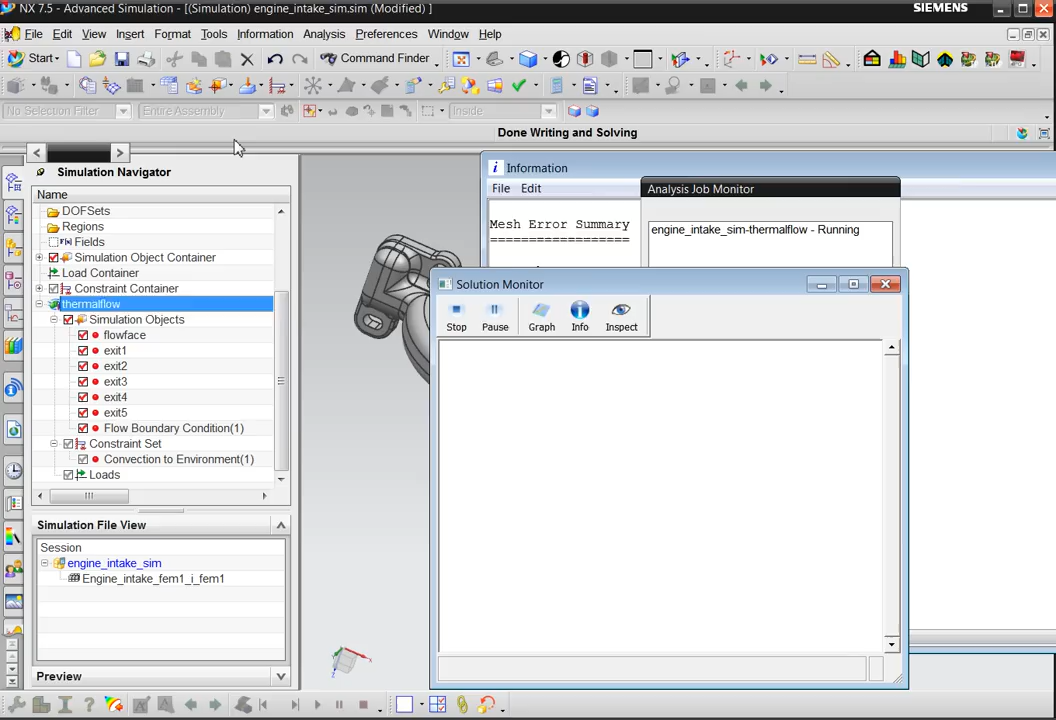 NX 7.5 - Advanced Simulation - [(Simulation) engine_intake_sim.sim (Modified) ]
SIEMENS
File Edit View Insert Format Tools Information Analysis Preferences Window Help
Start
Command Finder
No Selection Filter
Entire Assembly
Inside
Done Writing and Solving
Simulation Navigator
Name
DOFSets
Regions
Fields
Simulation Object Container
Load Container
Constraint Container
thermalflow
Simulation Objects
flowface
exit1
exit2
exit3
exit4
exit5
Flow Boundary Condition(1)
Constraint Set
Convection to Environment(1)
Loads
Simulation File View
Session
engine_intake_sim
Engine_intake_fem1_i_fem1
Preview
Information
File Edit
Mesh Error Summary
==================
Analysis Job Monitor
engine_intake_sim-thermalflow - Running
Solution Monitor
Stop Pause Graph Info Inspect